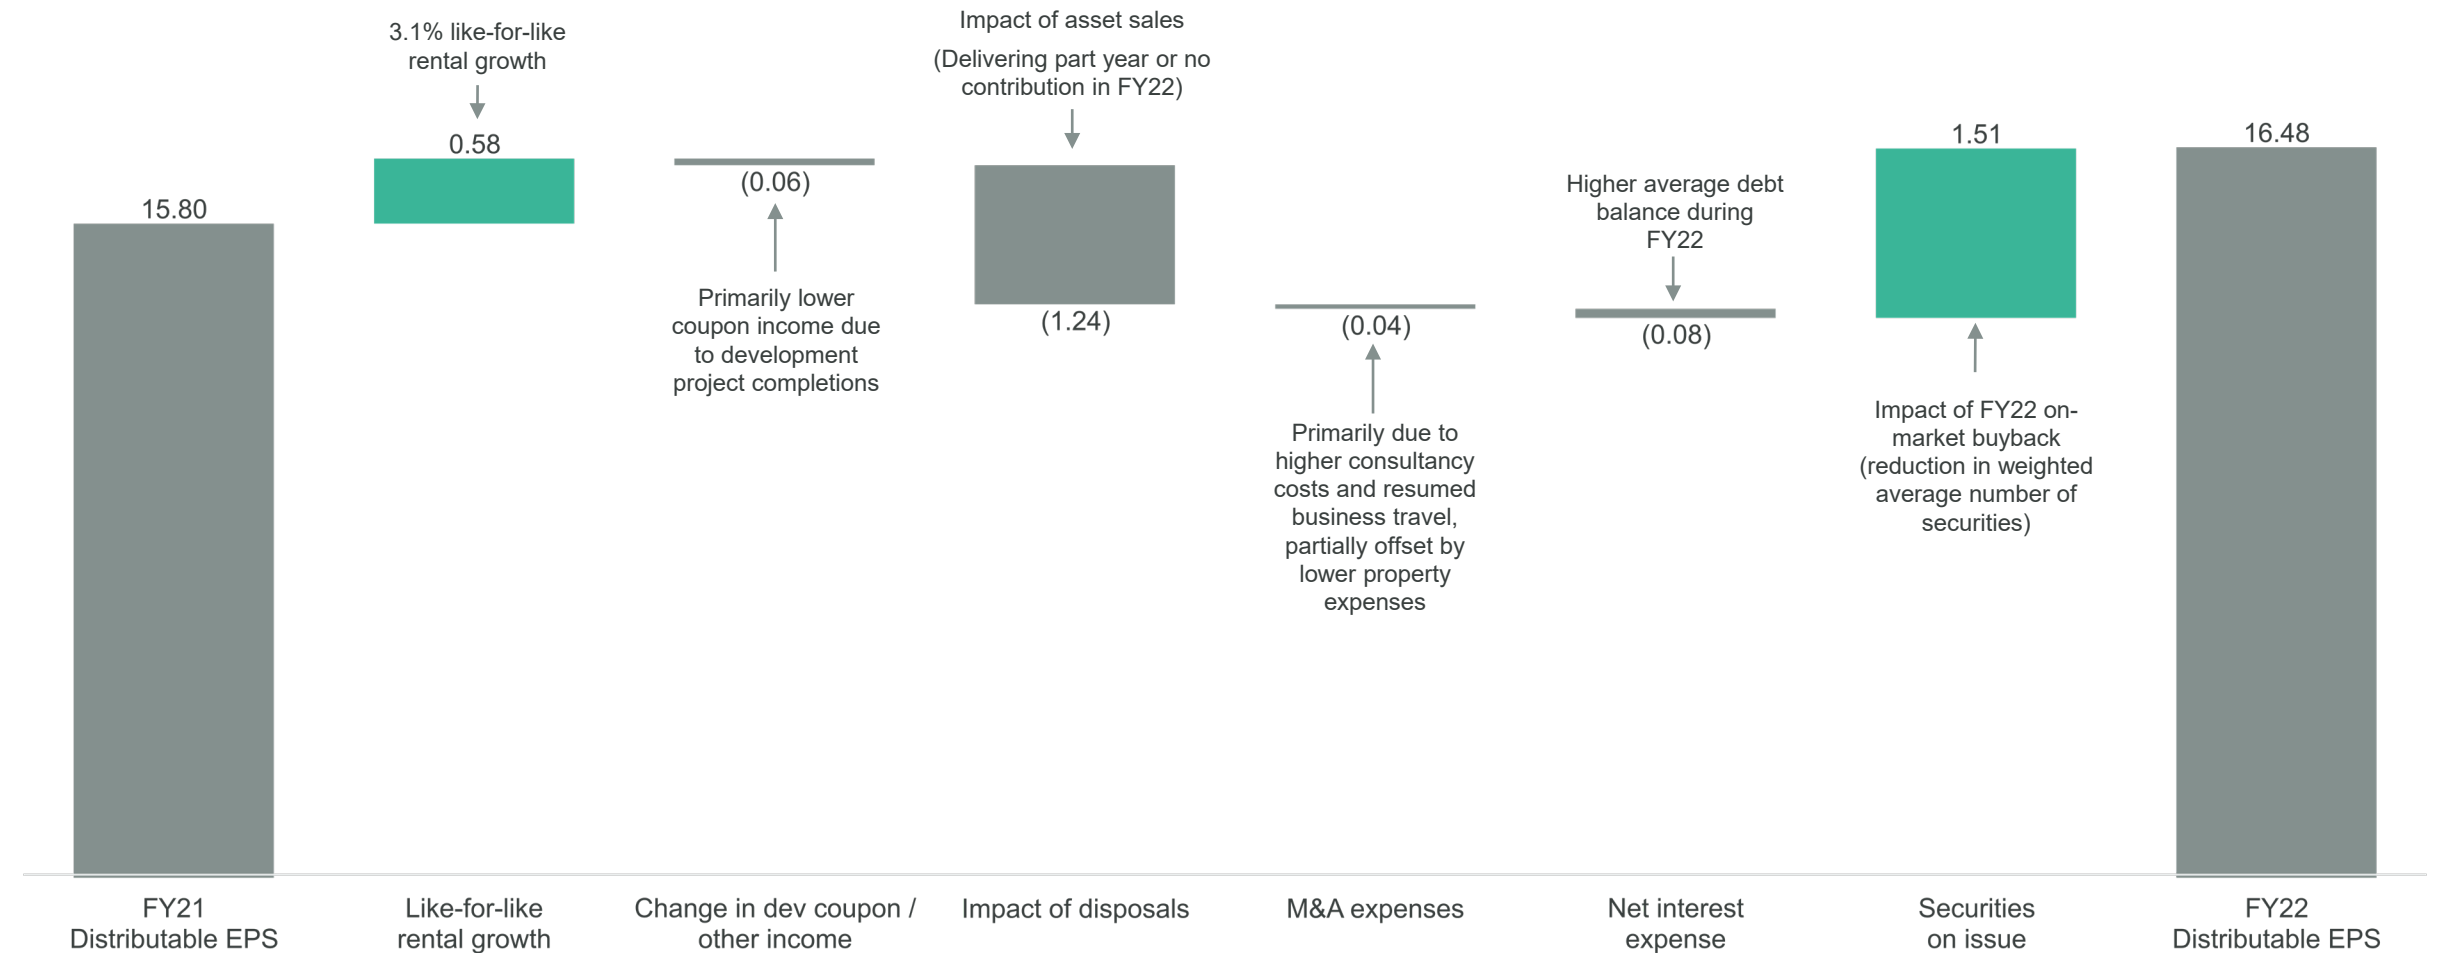 15.80
3.1% like-for-like
rental growth
0.58
(0.06)
Primarily lower
coupon income due
to development
project completions
Impact of asset sales
(Delivering part year or no
contribution in FY22)
(1.24)
(0.04)
Primarily due to
higher consultancy
costs and resumed
business travel,
partially offset by
lower property
expenses
Higher average debt
balance during
FY22
(0.08)
1.51
Impact of FY22 on-
market buyback
(reduction in weighted
average number of
securities)
16.48
FY21
Distributable EPS
Like-for-like
rental growth
Change in dev coupon /
other income
Impact of disposals
M&A expenses
Net interest
expense
Securities
on issue
FY22
Distributable EPS